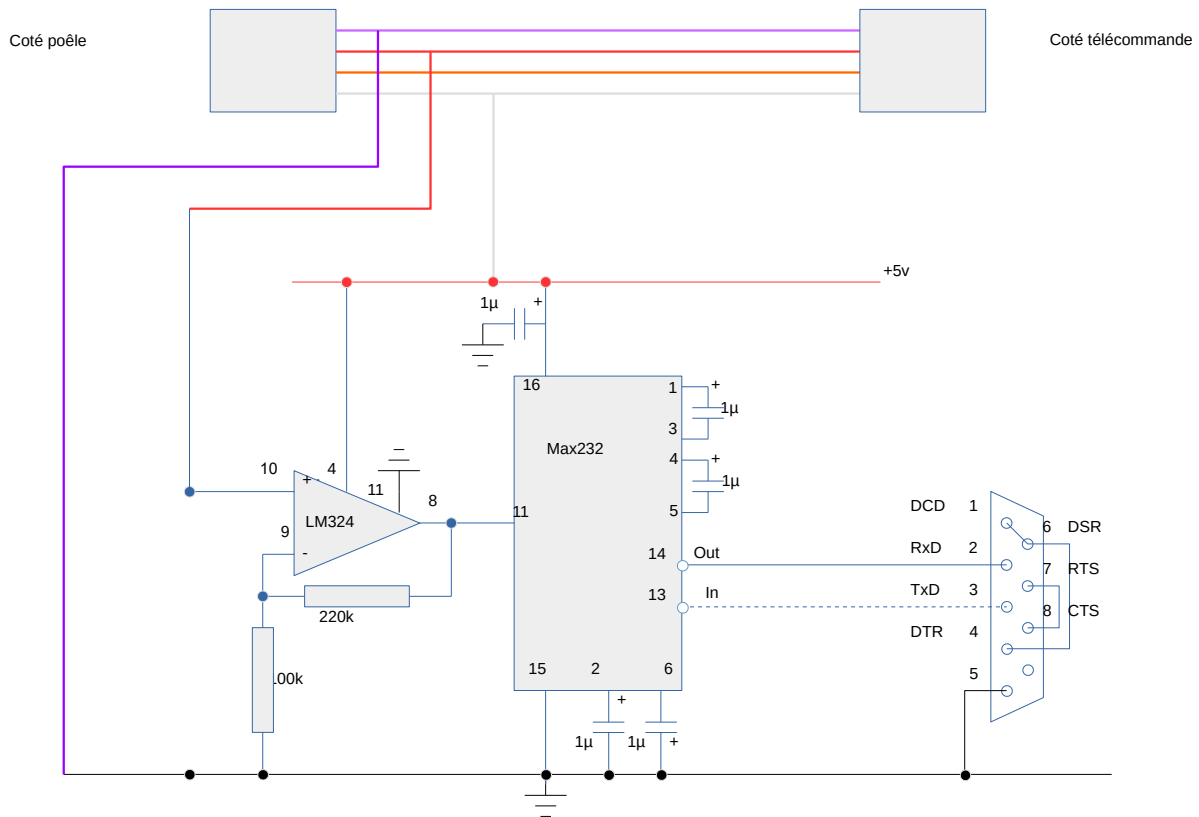 Coté poêle
Coté télécommande
+5v
1µ +
16
1 +
1µ
3
Max232
4 +
1µ
5
10
4
+
11
8
LM324
11
9
-
220k
14 Out
13 In
15
2
6
+
1µ
1µ
+
DCD 1
6 DSR
RxD 2
7 RTS
TxD 3
8 CTS
DTR 4
5